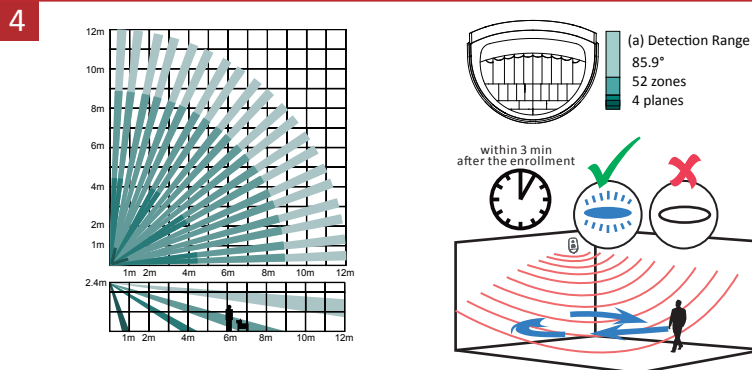 4
12m
10m
8m
6m
4m
2m
1m
1m 2m 4m 6m 8m 10m 12m
2.4m
1m 2m 4m 6m 8m 10m 12m
(a) Detection Range
85.9°
52 zones
4 planes
within 3 min
after the enrollment